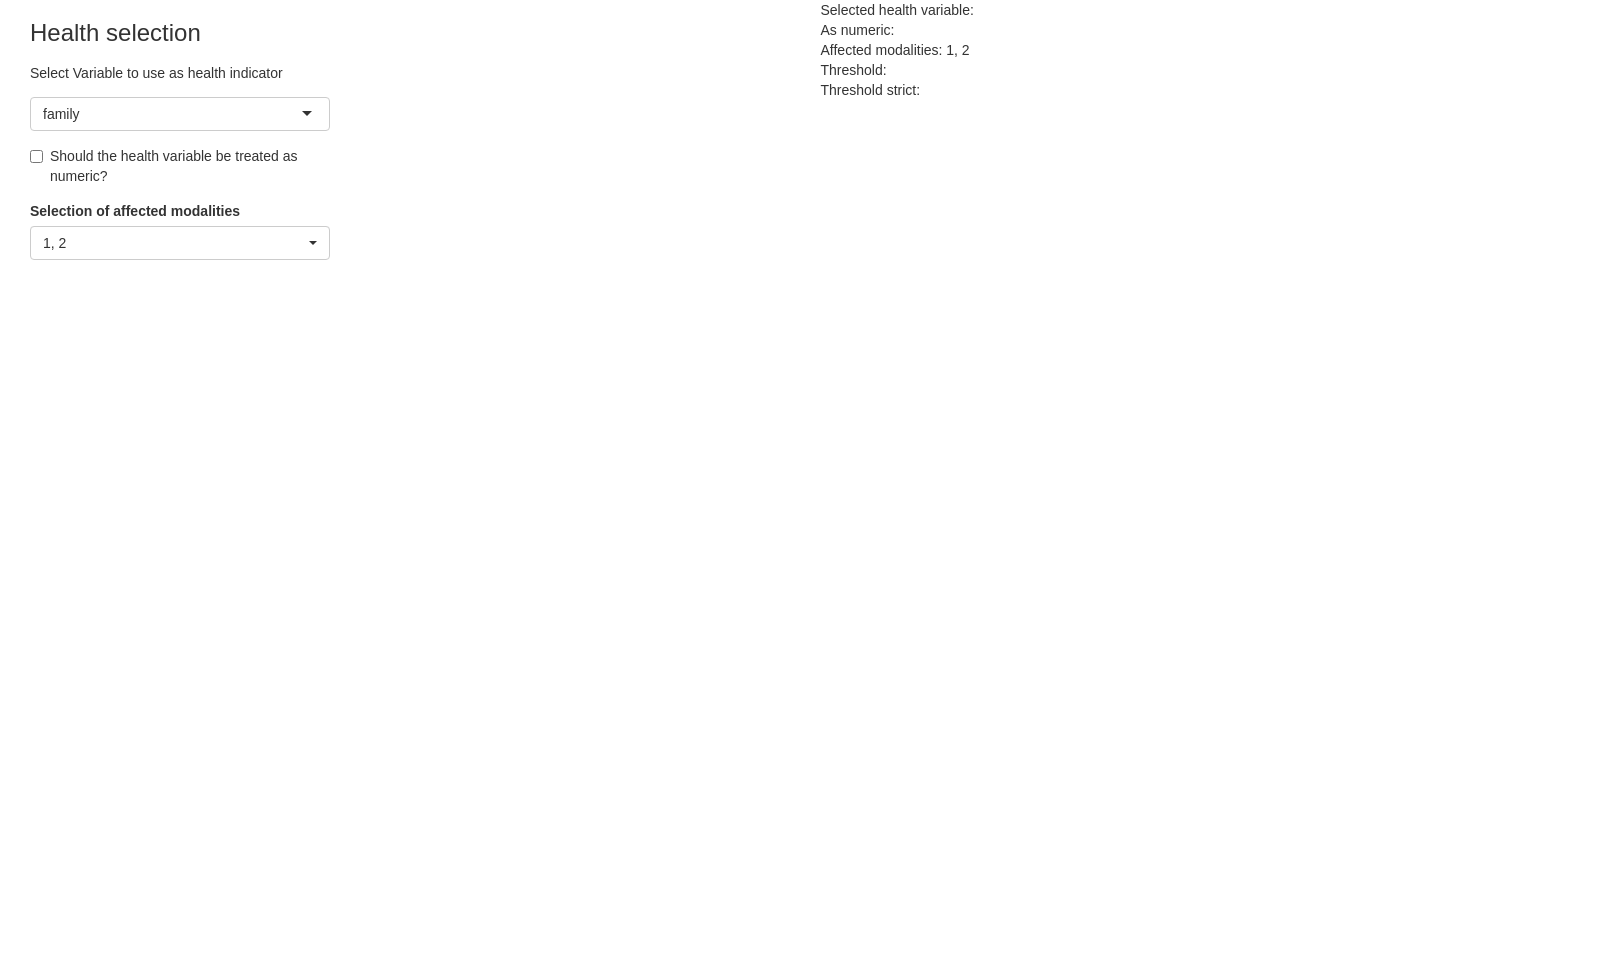 Health selection
Select Variable to use as health indicator
family
Should the health variable be treated as
numeric?
Selection of affected modalities
1, 2
Selected health variable:
As numeric:
Affected modalities: 1, 2
Threshold:
Threshold strict: